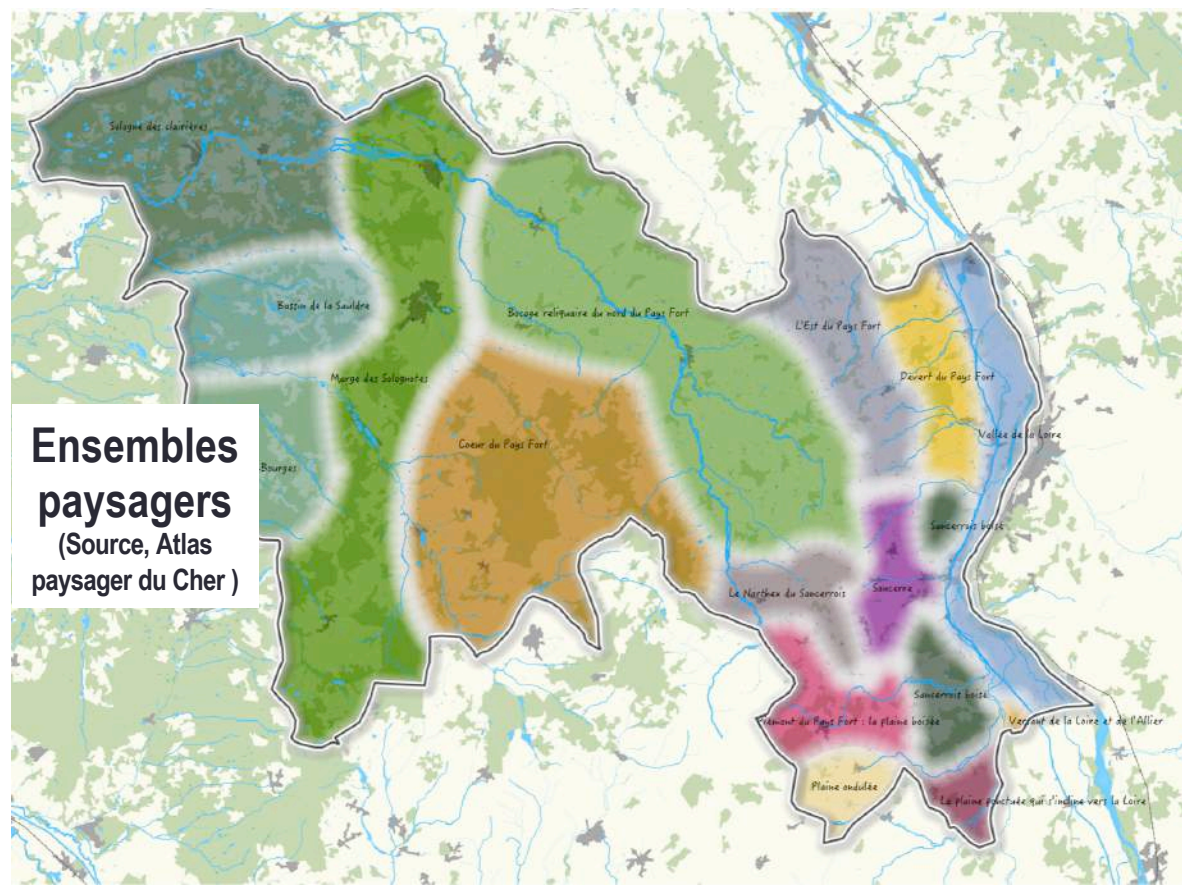 Sologne des clairières
Bassin de la Sauldre
Bocage reliquaire du nord du Pays Fort
L'Est du Pays Fort
Marge des Solognotes
Dévert du Pays Fort
Ensembles
paysagers
(Source, Atlas
paysager du Cher )
Coeur du Pays Fort
Vallée de la Loire
Bourges
Sancerrois boisé
Le Northex du Sancerrois
Sancerre
Sancerrois boisé
Piémont du Pays Fort : la plaine boisée
Versant de la Loire et de l'Allier
Plaine ondulée
La plaine ponctuée qui s'incline vers la Loire